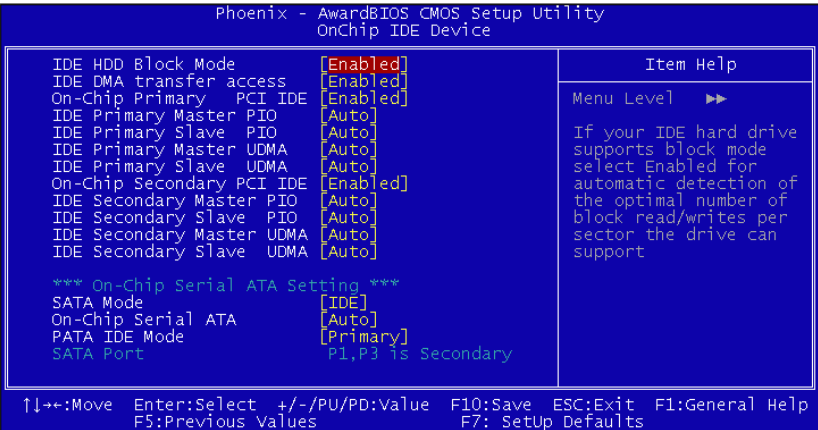 Phoenix - AwardBIOS CMOS Setup Utility
OnChip IDE Device
IDE HDD Block Mode [Enabled]
IDE DMA transfer access [Enabled]
On-Chip Primary PCI IDE [Enabled]
IDE Primary Master PIO [Auto]
IDE Primary Slave PIO [Auto]
IDE Primary Master UDMA [Auto]
IDE Primary Slave UDMA [Auto]
On-Chip Secondary PCI IDE [Enabled]
IDE Secondary Master PIO [Auto]
IDE Secondary Slave PIO [Auto]
IDE Secondary Master UDMA [Auto]
IDE Secondary Slave UDMA [Auto]
*** On-Chip Serial ATA Setting ***
SATA Mode [IDE]
On-Chip Serial ATA [Auto]
PATA IDE Mode [Primary]
SATA Port P1,P3 is Secondary
Item Help
Menu Level ▶▶
If your IDE hard drive
supports block mode
select Enabled for
automatic detection of
the optimal number of
block read/writes per
sector the drive can
support
↑↓→←:Move Enter:Select +/-/PU/PD:Value F10:Save ESC:Exit F1:General Help
F5:Previous Values F7: SetUp Defaults